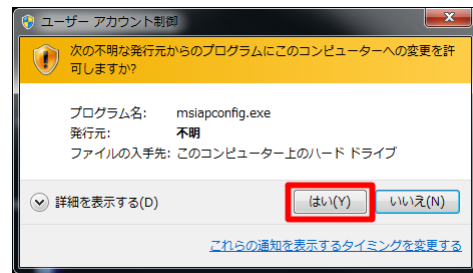 ユーザー アカウント制御
次の不明な発行元からのプログラムにこのコンピューターへの変更を許
可しますか?
プログラム名: msiapconfig.exe
発行元: 不明
ファイルの入手先: このコンピューター上のハード ドライブ
詳細を表示する(D)
はい(Y)
いいえ(N)
これらの通知を表示するタイミングを変更する